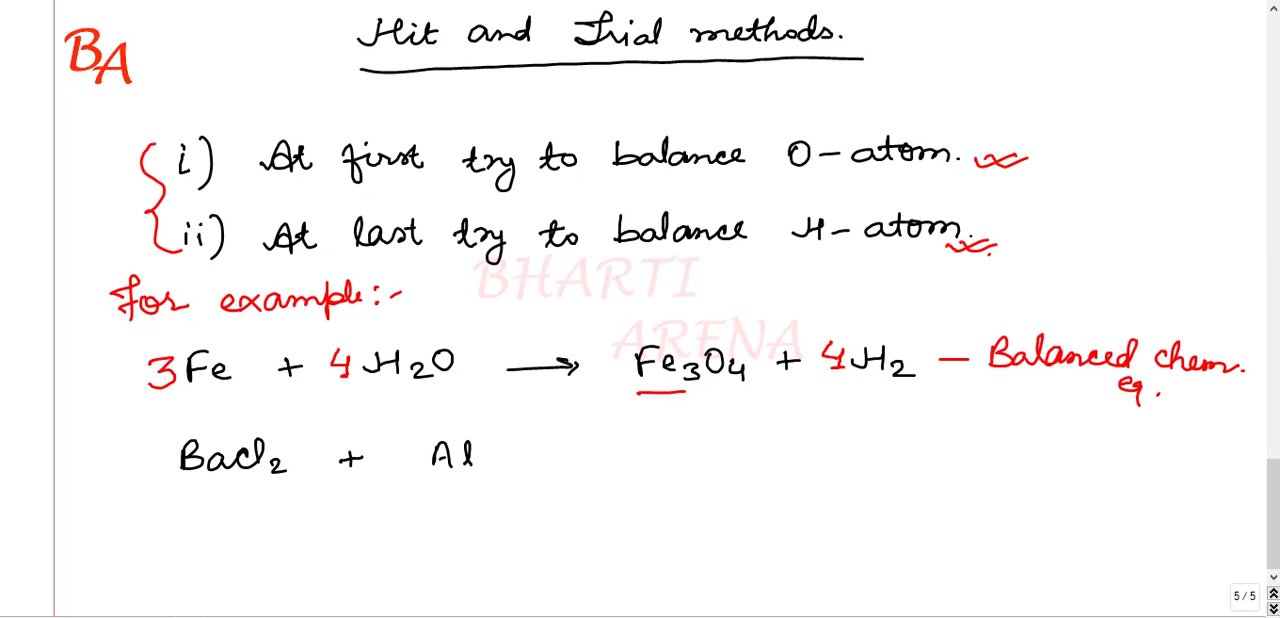 BA
Hit and Trial methods.
i) At first try to balance O-atom.
ii) At last try to balance H-atom.
BHARTI
ARENA
For example:-
3Fe + 4H2O → Fe3O4 + 4H2 - Balanced chem. eq.
BaCl2 + Al
5/5